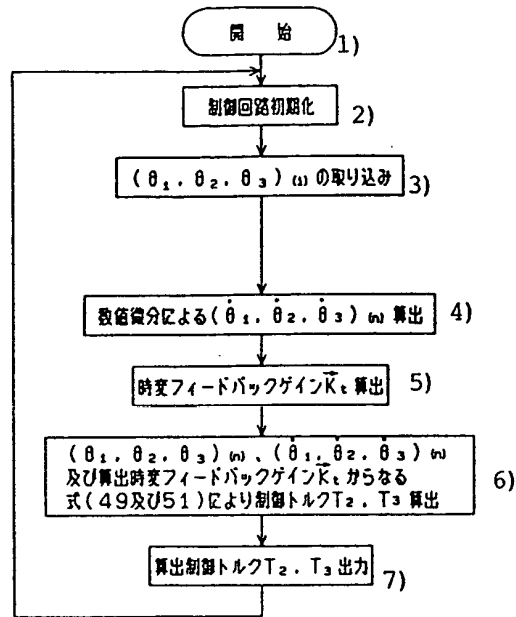 開 始
1)
制御回路初期化
2)
(θ₁, θ₂, θ₃)₍₁₎ の取り込み
3)
数値微分による(θ̇₁, θ̇₂, θ̇₃)₍ₙ₎ 算出
4)
時変フィードバックゲインK⃗ₜ 算出
5)
(θ₁, θ₂, θ₃)₍ₙ₎、(θ̇₁, θ̇₂, θ̇₃)₍ₙ₎
及び算出時変フィードバックゲインK⃗ₜからなる
式(49及び51)により制御トルクT₂, T₃ 算出
6)
算出制御トルクT₂, T₃ 出力
7)